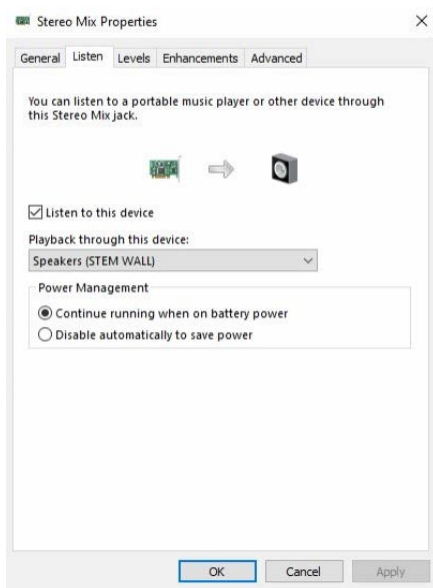 Stereo Mix Properties
General Listen Levels Enhancements Advanced
You can listen to a portable music player or other device through
this Stereo Mix jack.
Listen to this device
Playback through this device:
Speakers (STEM WALL)
Power Management
Continue running when on battery power
Disable automatically to save power
OK Cancel Apply